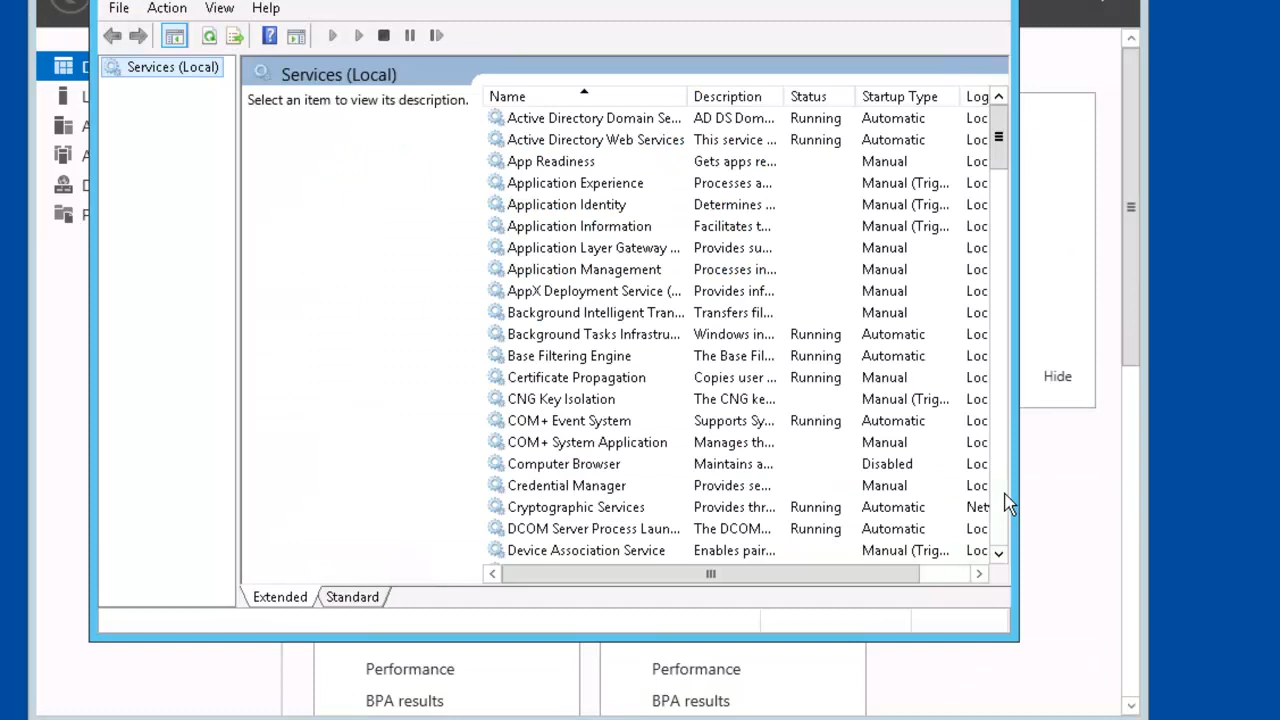 File Action View Help
Services (Local)
Services (Local)
Select an item to view its description.
Name Description Status Startup Type Log
Active Directory Domain Se... AD DS Dom... Running Automatic Loc
Active Directory Web Services This service ... Running Automatic Loc
App Readiness Gets apps re... Manual Loc
Application Experience Processes a... Manual (Trig... Loc
Application Identity Determines ... Manual (Trig... Loc
Application Information Facilitates t... Manual (Trig... Loc
Application Layer Gateway ... Provides su... Manual Loc
Application Management Processes in... Manual Loc
AppX Deployment Service (... Provides inf... Manual Loc
Background Intelligent Tran... Transfers fil... Manual Loc
Background Tasks Infrastru... Windows in... Running Automatic Loc
Base Filtering Engine The Base Fil... Running Automatic Loc
Certificate Propagation Copies user ... Running Manual Loc
CNG Key Isolation The CNG ke... Manual (Trig... Loc
COM+ Event System Supports Sy... Running Automatic Loc
COM+ System Application Manages th... Manual Loc
Computer Browser Maintains a... Disabled Loc
Credential Manager Provides se... Manual Loc
Cryptographic Services Provides thr... Running Automatic Net
DCOM Server Process Laun... The DCOM... Running Automatic Loc
Device Association Service Enables pair... Manual (Trig... Loc
Extended Standard
Hide
Performance Performance
BPA results BPA results